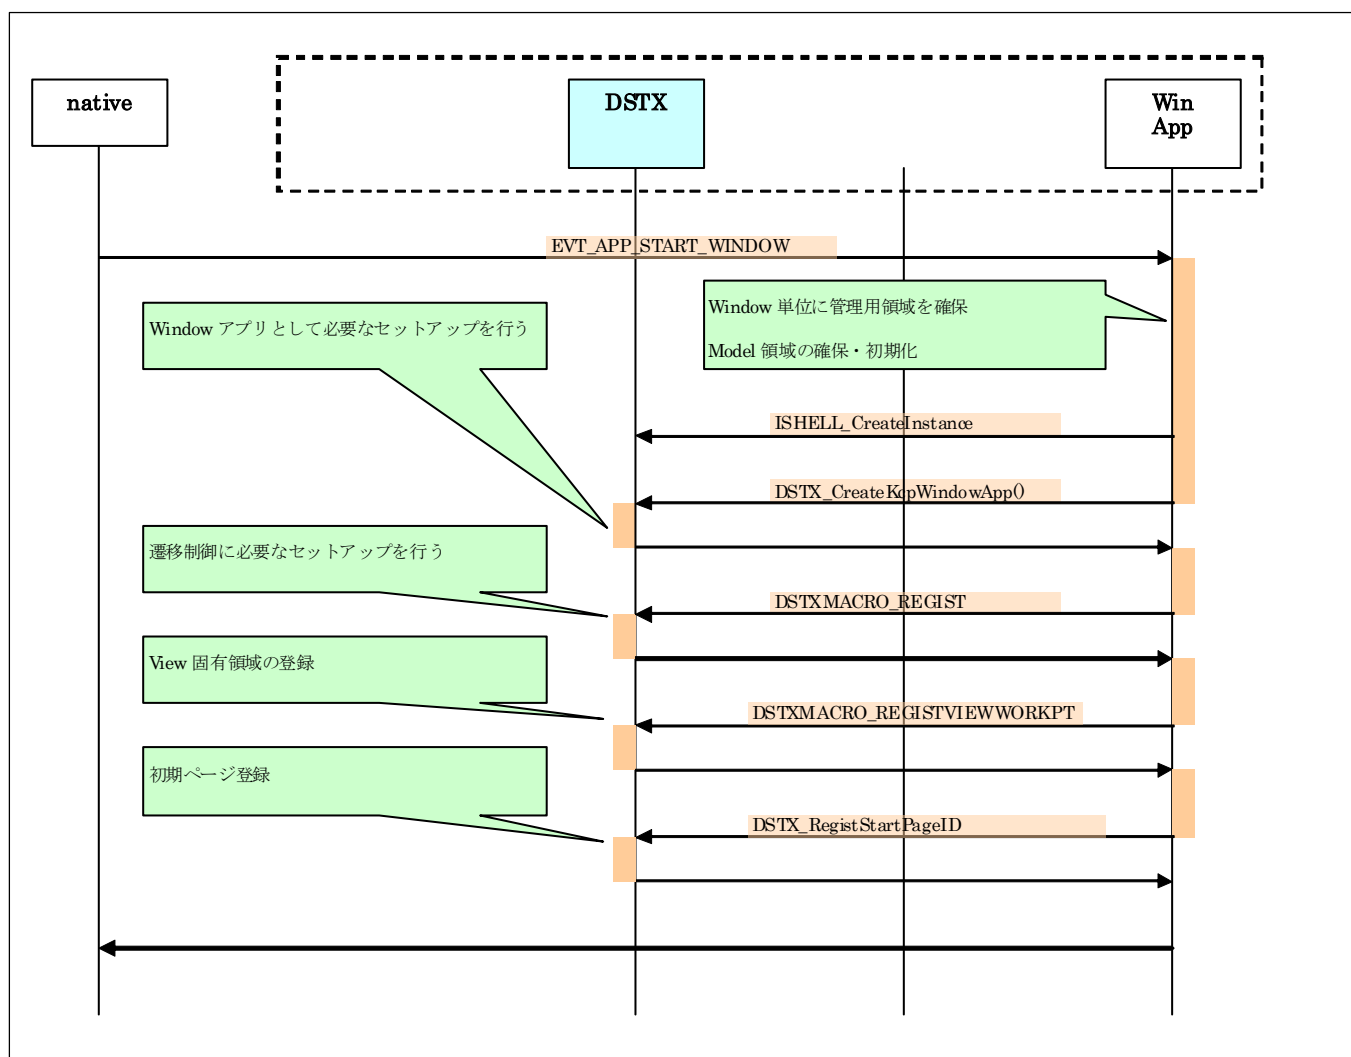 native
DSTX
Win
App
EVT_APP_START_WINDOW
Window 単位に管理用領域を確保
Model 領域の確保・初期化
Window アプリとして必要なセットアップを行う
ISHELL_CreateInstance
DSTX_CreateKcpWindowApp()
遷移制御に必要なセットアップを行う
DSTXMACRO_REGIST
View 固有領域の登録
DSTXMACRO_REGISTVIEWWORKPT
初期ページ登録
DSTX_RegistStartPageID